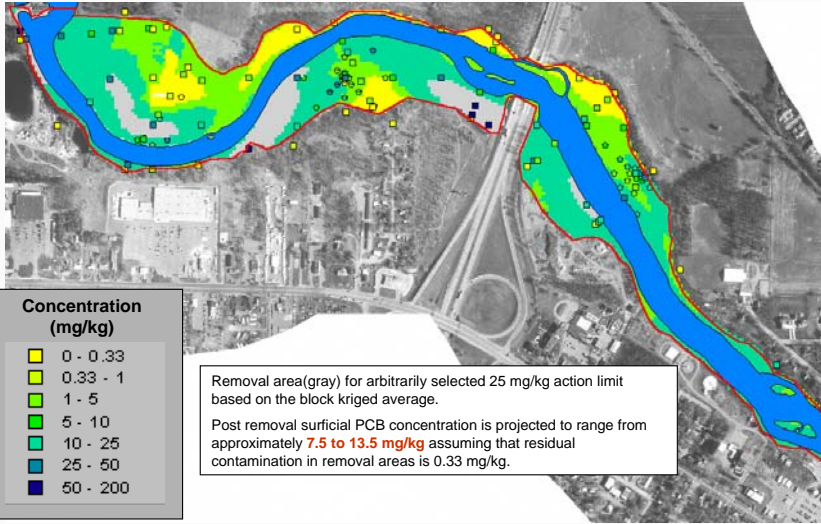 Concentration
(mg/kg)
0 - 0.33
0.33 - 1
1 - 5
5 - 10
10 - 25
25 - 50
50 - 200
Removal area(gray) for arbitrarily selected 25 mg/kg action limit
based on the block kriged average.
Post removal surficial PCB concentration is projected to range from
approximately 7.5 to 13.5 mg/kg assuming that residual
contamination in removal areas is 0.33 mg/kg.